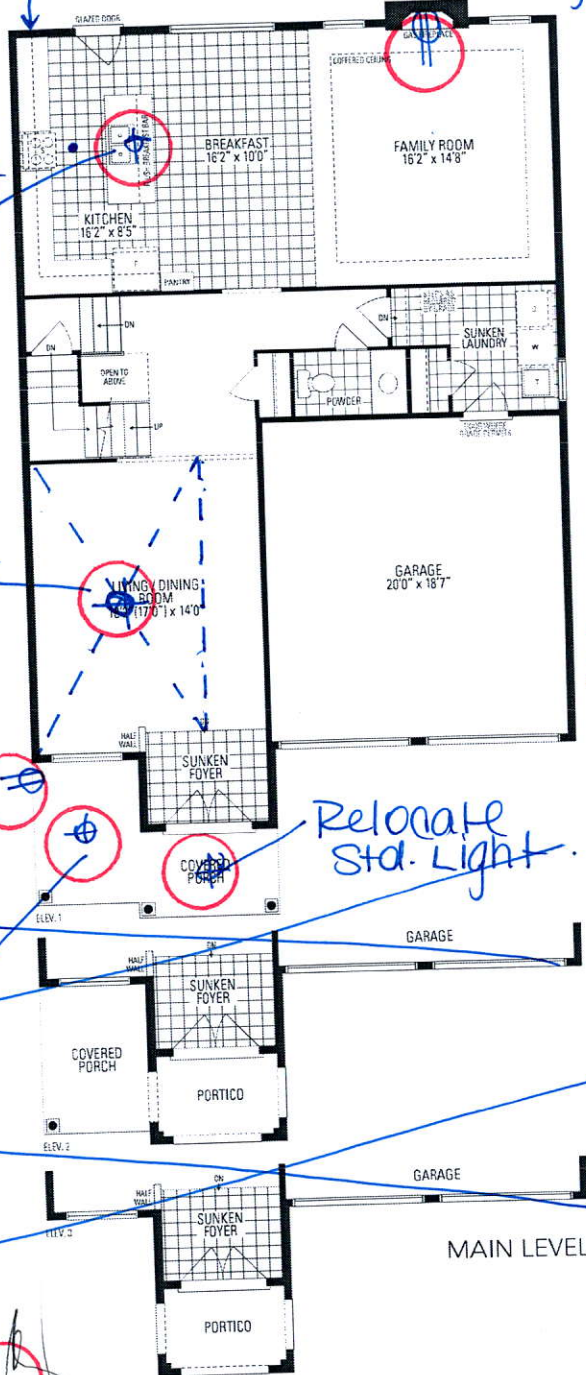 GLAZED DOOR
GAS FIREPLACE
COFFERED CEILING
BREAKFAST
16'2" x 10'0"
FAMILY ROOM
16'2" x 14'8"
KITCHEN
16'2" x 8'5"
F
PANTRY
DN
DN
DN
SUNKEN
LAUNDRY
D
W
T
OPEN TO
ABOVE
POWDER
UP
LIVING / DINING
ROOM
(17'0") x 14'0"
GARAGE
20'0" x 18'7"
HALF
WALL
SUNKEN
FOYER
Relocate
Std. Light.
COVERED
PORCH
ELEV. 1
HALF
WALL
DN
GARAGE
SUNKEN
FOYER
COVERED
PORCH
PORTICO
ELEV. 2
HALF
WALL
DN
GARAGE
SUNKEN
FOYER
MAIN LEVEL
PORTICO